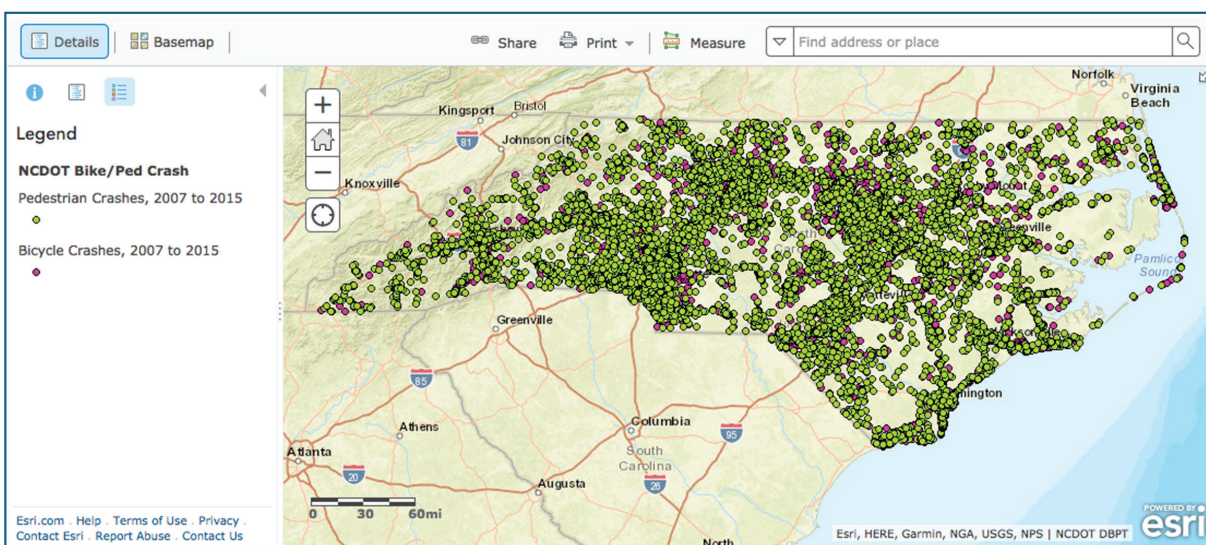 Details
Basemap
Share
Print
Measure
Find address or place
Legend
NCDOT Bike/Ped Crash
Pedestrian Crashes, 2007 to 2015
Bicycle Crashes, 2007 to 2015
Esri.com . Help . Terms of Use . Privacy .
Contact Esri . Report Abuse . Contact Us
+
−
Norfolk
Virginia
Beach
Kingsport
Bristol
81
Johnson City
Knoxville
Pamlico
Sound
Greenville
85
Columbia
95
Athens
South
Carolina
Atlanta
20
26
Augusta
0 30 60mi
North
Esri, HERE, Garmin, NGA, USGS, NPS | NCDOT DBPT
POWERED BY
esri